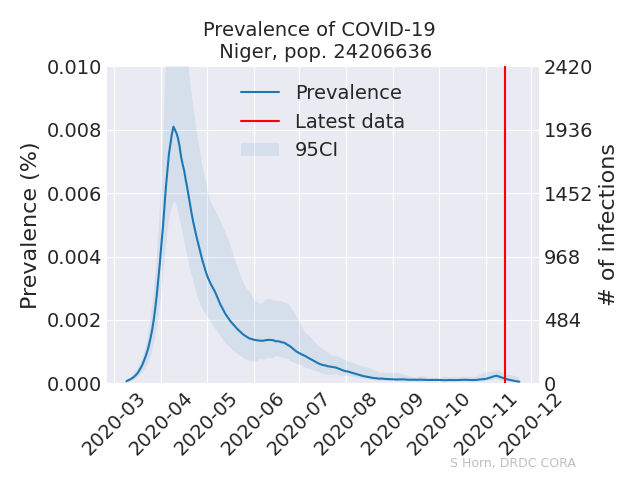 Prevalence of COVID-19
Niger, pop. 24206636
0.010
0.008
0.006
0.004
0.002
0.000
Prevalence (%)
Prevalence
Latest data
95CI
2420
1936
1452
968
484
0
# of infections
2020-03
2020-04
2020-05
2020-06
2020-07
2020-08
2020-09
2020-10
2020-11
2020-12
S Horn, DRDC CORA